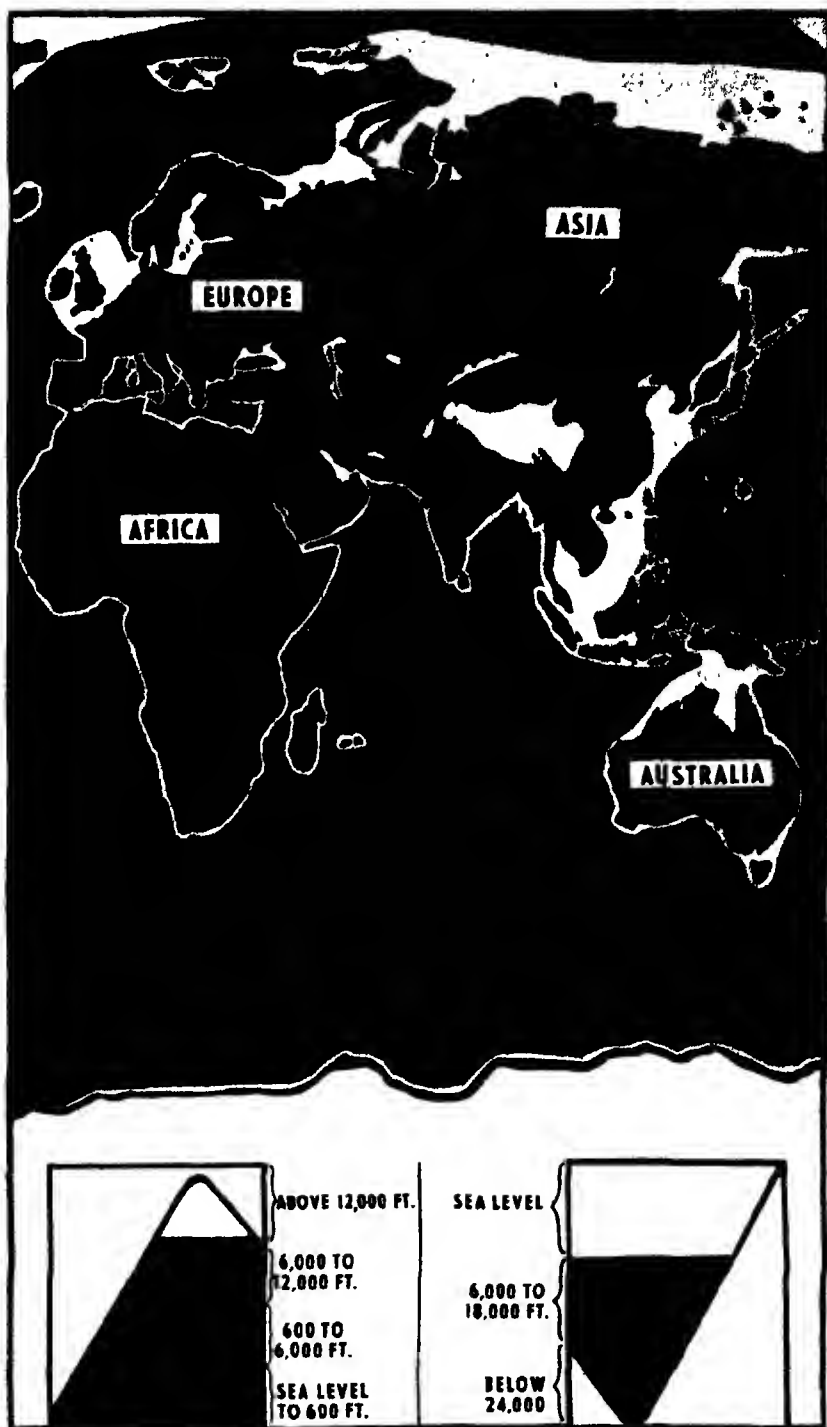 ASIA
EUROPE
AFRICA
AUSTRALIA
ABOVE 12,000 FT.
6,000 TO
12,000 FT.
600 TO
6,000 FT.
SEA LEVEL
TO 600 FT.
SEA LEVEL
6,000 TO
18,000 FT.
BELOW
24,000